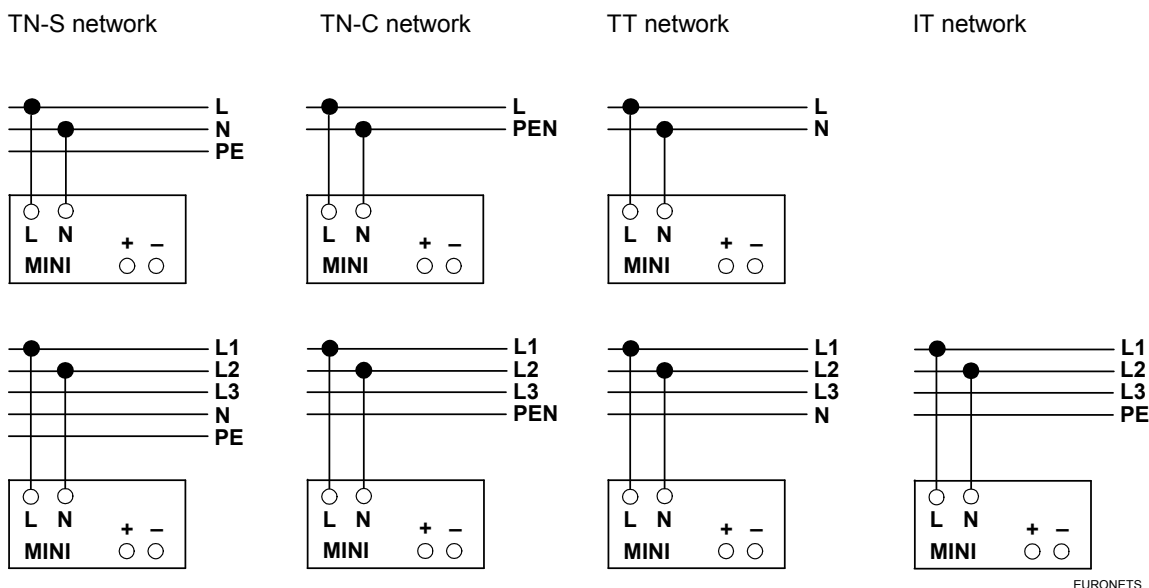 TN-S network
TN-C network
TT network
IT network
L
N
PE
L N
+ –
MINI
L
PEN
L N
+ –
MINI
L
N
L N
+ –
MINI
L1
L2
L3
N
PE
L N
+ –
MINI
L1
L2
L3
PEN
L N
+ –
MINI
L1
L2
L3
N
L N
+ –
MINI
L1
L2
L3
PE
L N
+ –
MINI
EURONETS